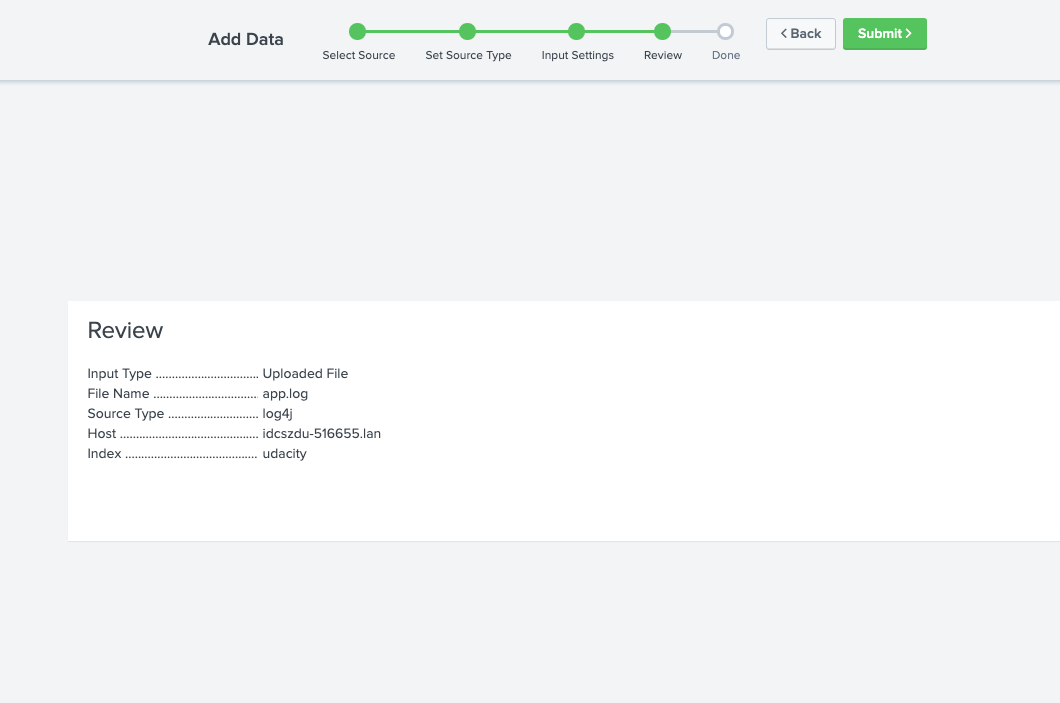 Add Data
Select Source
Set Source Type
Input Settings
Review
Done
< Back
Submit >
Review
Input Type ................................ Uploaded File
File Name ................................ app.log
Source Type ............................ log4j
Host ........................................... idcszdu-516655.lan
Index ......................................... udacity